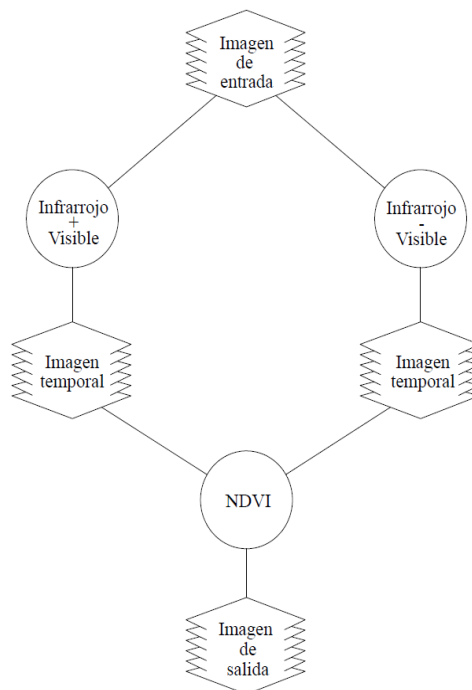 Imagen
de
entrada
Infrarrojo
+
Visible
Infrarrojo
-
Visible
Imagen
temporal
Imagen
temporal
NDVI
Imagen
de
salida